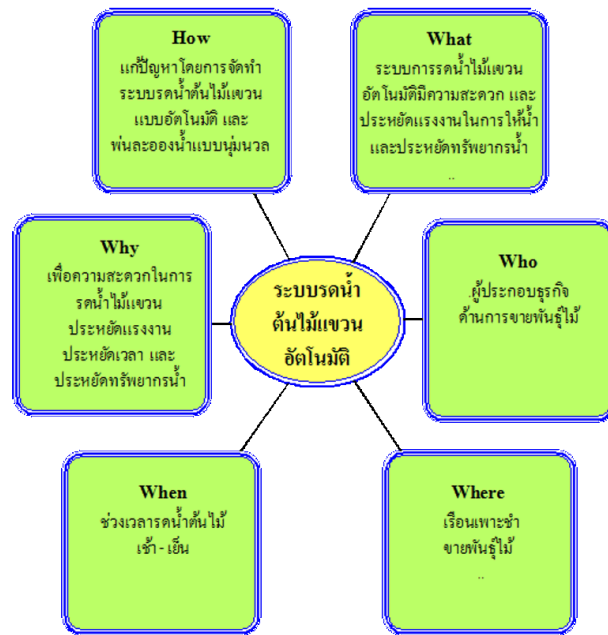 How
แก้ปัญหาโดยการจัดทำ
ระบบรดน้ำต้นไม้แขวน
แบบอัตโนมัติ และ
พ่นละอองน้ำแบบนุ่มนวล
What
ระบบการรดน้ำไม้แขวน
อัตโนมัติมีความสะดวก และ
ประหยัดแรงงานในการให้น้ำ
และประหยัดทรัพยากรน้ำ
..
Why
เพื่อความสะดวกในการ
รดน้ำไม้แขวน
ประหยัดแรงงาน
ประหยัดเวลา และ
ประหยัดทรัพยากรน้ำ
ระบบรดน้ำ
ต้นไม้แขวน
อัตโนมัติ
Who
ผู้ประกอบธุรกิจ
ด้านการขายพันธุ์ไม้
When
ช่วงเวลารดน้ำต้นไม้
เช้า - เย็น
Where
เรือนเพาะชำ
ขายพันธุ์ไม้
..